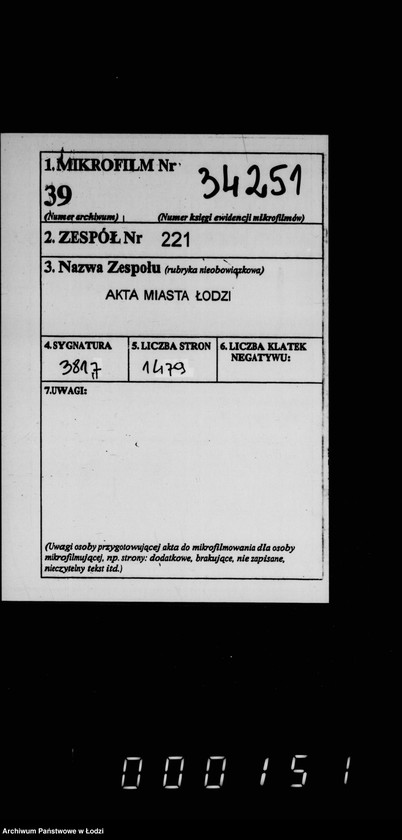 1. MIKROFILM Nr
34251
39
(Numer archiwum) (Numer księgi ewidencji mikrofilmów)
2. ZESPÓŁ Nr 221
3. Nazwa Zespołu (rubryka nieobowiązkowa)
AKTA MIASTA ŁODZI
4. SYGNATURA 5. LICZBA STRON 6. LICZBA KLATEK
NEGATYWU:
3817 1479
7. UWAGI:
(Uwagi osoby przygotowującej akta do mikrofilmowania dla osoby
mikrofilmującej, np. strony: dodatkowe, brakujące, nie zapisane,
nieczytelny tekst itd.)
000151
Archiwum Państwowe w Łodzi